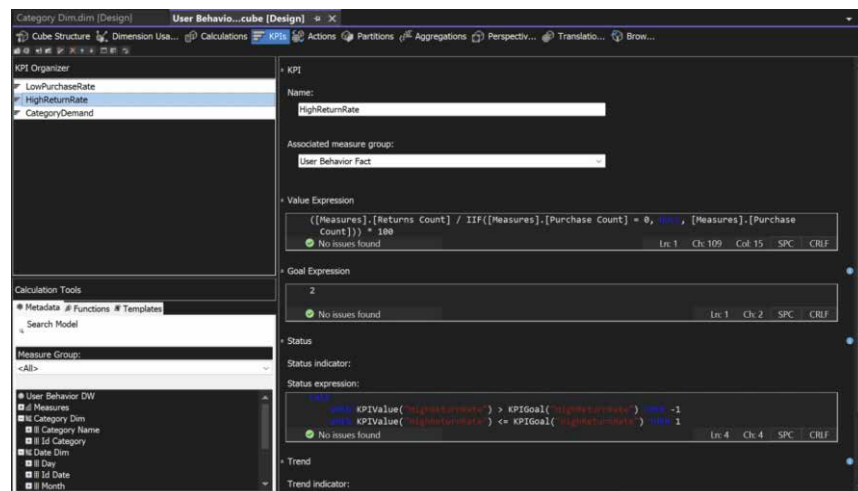 Category Dim.dim [Design]
User Behavio...cube [Design]
Cube Structure Dimension Usa... Calculations KPIs Actions Partitions Aggregations Perspectiv... Translatio... Brow...
KPI Organizer
LowPurchaseRate
HighReturnRate
CategoryDemand
Calculation Tools
Metadata Functions Templates
Search Model
Measure Group:
<All>
User Behavior DW
Measures
Category Dim
Category Name
Id Category
Date Dim
Day
Id Date
Month
KPI
Name:
HighReturnRate
Associated measure group:
User Behavior Fact
Value Expression
([Measures].[Returns Count] / IIF([Measures].[Purchase Count] = 0, , [Measures].[Purchase
Count])) * 100
No issues found Ln: 1 Ch: 109 Col: 15 SPC CRLF
Goal Expression
2
No issues found Ln: 1 Ch: 2 SPC CRLF
Status
Status indicator:
Status expression:
KPIValue("HighReturnRate") > KPIGoal("HighReturnRate") THEN -1
KPIValue("HighReturnRate") <= KPIGoal("HighReturnRate") THEN 1
No issues found Ln: 4 Ch: 4 SPC CRLF
Trend
Trend indicator: